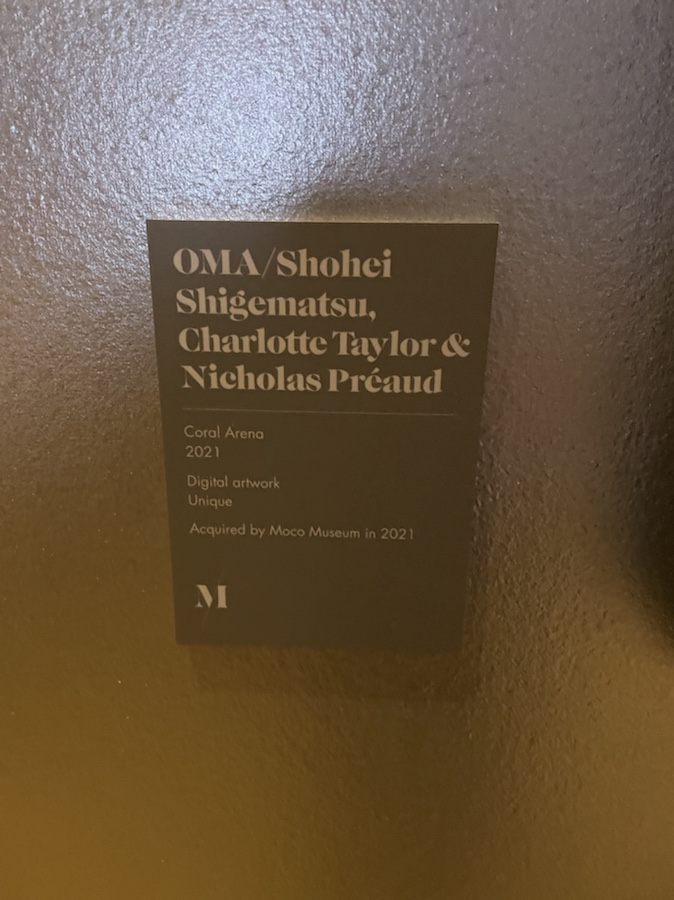 OMA/Shohei
Shigematsu,
Charlotte Taylor &
Nicholas Préaud
Coral Arena
2021
Digital artwork
Unique
Acquired by Moco Museum in 2021
M